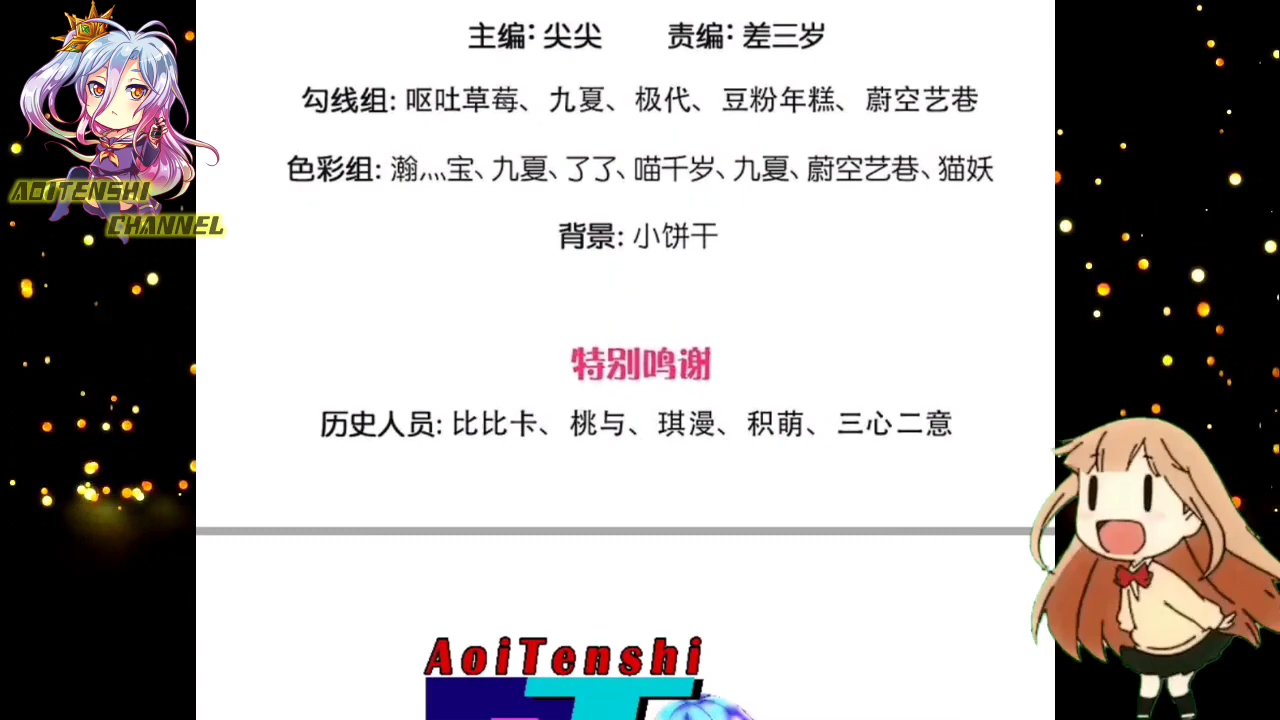 主编: 尖尖 责编: 差三岁
勾线组: 呕吐草莓、九夏、极代、豆粉年糕、蔚空艺巷
色彩组: 瀚灬宝、九夏、了了、喵千岁、九夏、蔚空艺巷、猫妖
背景: 小饼干
特别鸣谢
历史人员: 比比卡、桃与、琪漫、积萌、三心二意
AOITENSHI
CHANNEL
AoiTenshi